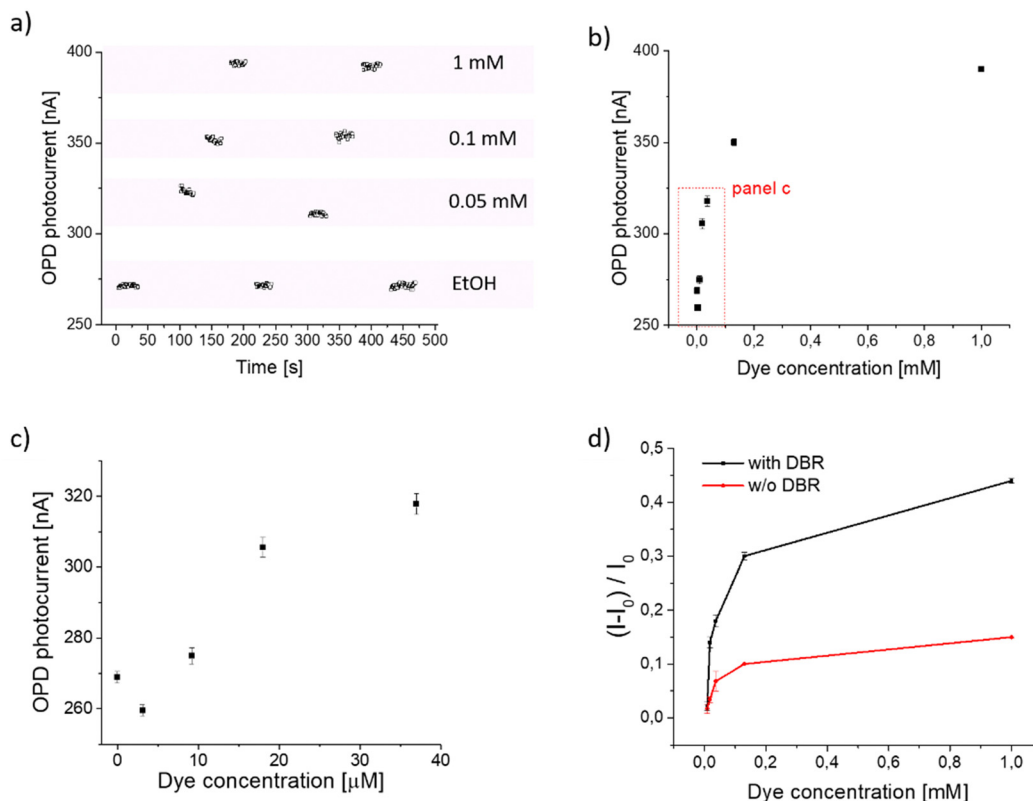 a)
OPD photocurrent [nA]
400
350
300
250
1 mM
0.1 mM
0.05 mM
EtOH
0 50 100 150 200 250 300 350 400 450 500
Time [s]
b)
OPD photocurrent [nA]
400
350
300
250
panel c
0,0 0,2 0,4 0,6 0,8 1,0
Dye concentration [mM]
c)
OPD photocurrent [nA]
320
300
280
260
0 10 20 30 40
Dye concentration [µM]
d)
(I-I0) / I0
0,5
0,4
0,3
0,2
0,1
0,0
with DBR
w/o DBR
0,0 0,2 0,4 0,6 0,8 1,0
Dye concentration [mM]